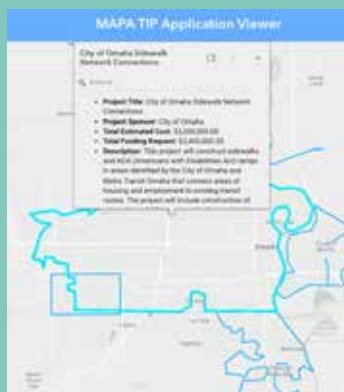 MAPA TIP Application Viewer
City of Omaha Sidewalk
Network Connections
• Project Title: City of Omaha Sidewalk Network
Connections
• Project Sponsor: City of Omaha
• Total Estimated Cost: $3,000,000.00
• Total Funding Request: $2,400,000.00
• Description: This project will construct sidewalks
and ADA (Americans with Disabilities Act) ramps
in areas identified by the City of Omaha and
Metro Transit Omaha that connect areas of
housing and employment to existing transit
routes. The project will include construction of
Omaha